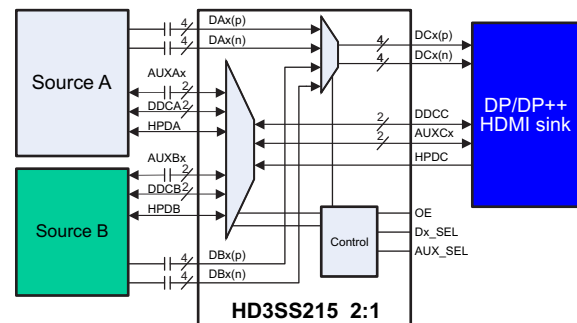 Source A
4
DAx(p)
4
DAx(n)
AUXAx
2
DDCA
2
HPDA
AUXBx
2
DDCB
2
HPDB
Source B
4
DBx(p)
4
DBx(n)
4
DCx(p)
4
DCx(n)
2
DDCC
2
AUXCx
HPDC
DP/DP++
HDMI sink
Control
OE
Dx_SEL
AUX_SEL
HD3SS215 2:1